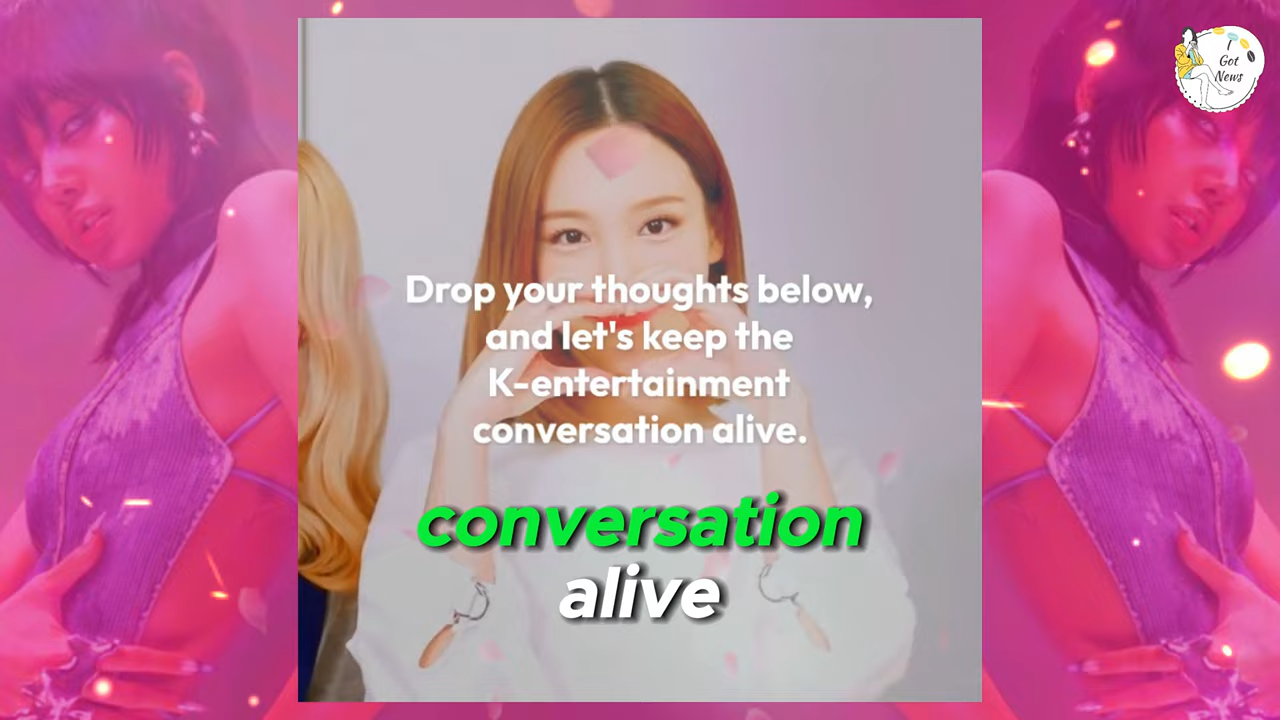 I
Got
News
Drop your thoughts below,
and let's keep the
K-entertainment
conversation alive.
conversation
alive